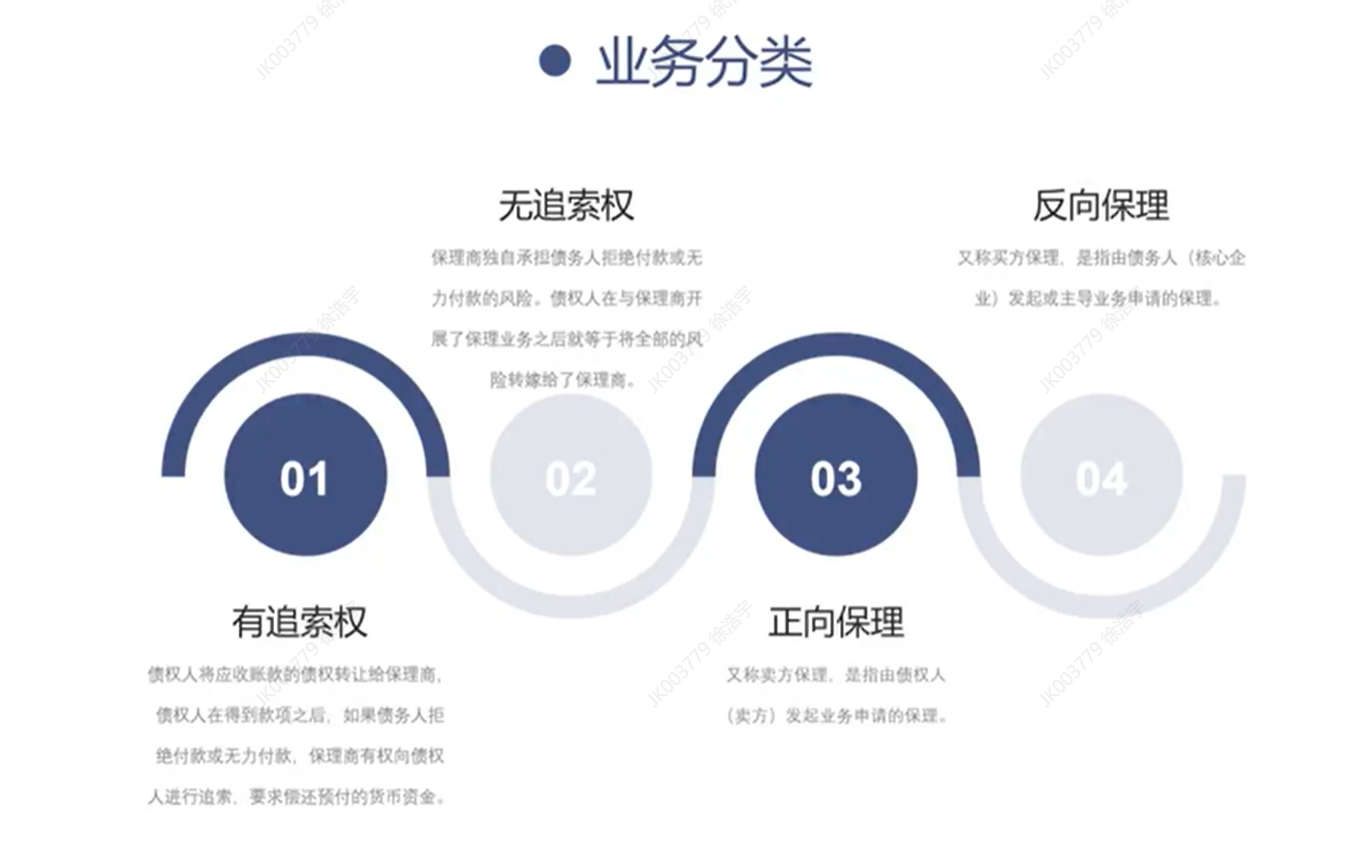 业务分类
无追索权
保理商独自承担债务人拒绝付款或无
力付款的风险。债权人在与保理商开
展了保理业务之后就等于将全部的风
险转嫁给了保理商。
反向保理
又称买方保理，是指由债务人（核心企
业）发起或主导业务申请的保理。
01
02
03
04
有追索权
债权人将应收账款的债权转让给保理商，
债权人在得到款项之后，如果债务人拒
绝付款或无力付款，保理商有权向债权
人进行追索，要求偿还预付的货币资金。
正向保理
又称卖方保理，是指由债权人
（卖方）发起业务申请的保理。
JK003779 徐浩宇
JK003779 徐浩宇
JK003779 徐浩宇
JK003779 徐浩宇
JK003779 徐浩宇
JK003779 徐浩宇
JK003779 徐浩
JK003779 徐浩
JK003779 徐浩